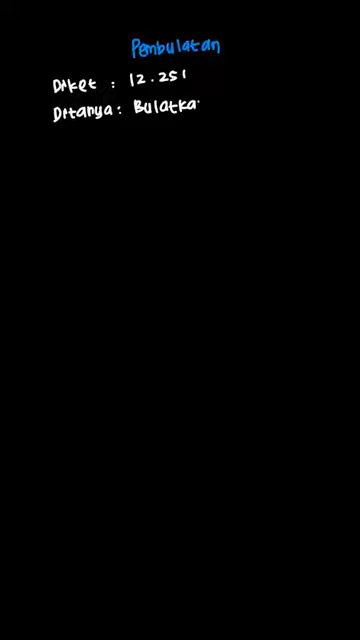 Pembulatan
Diket : 12.251
Ditanya : Bulatka